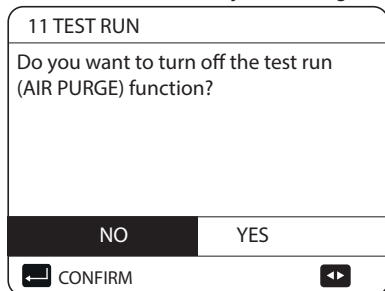 11 TEST RUN
Do you want to turn off the test run
(AIR PURGE) function?
NO YES
CONFIRM